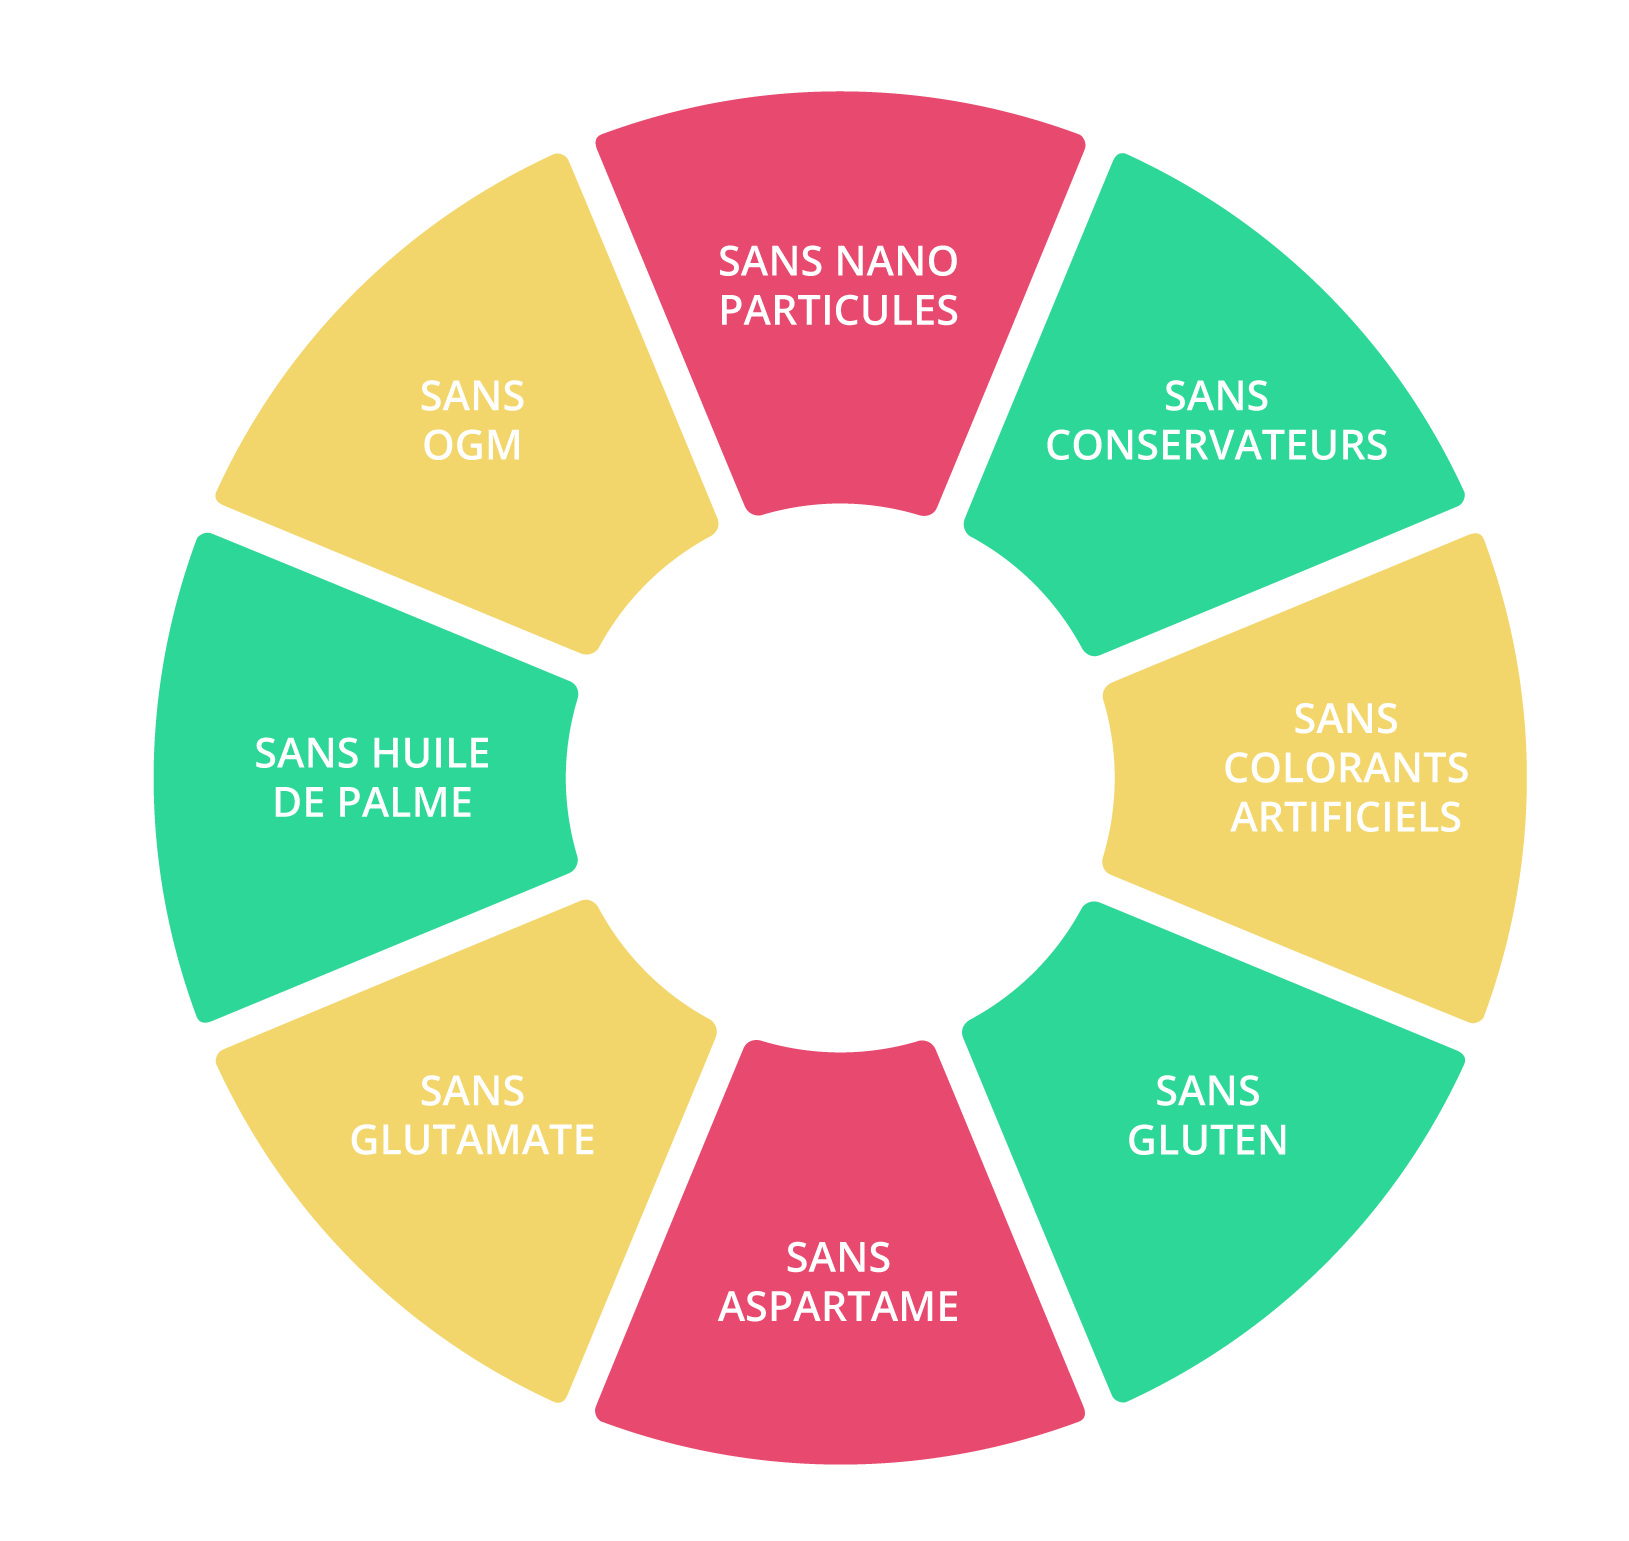 SANS NANO
PARTICULES
SANS
CONSERVATEURS
SANS
COLORANTS
ARTIFICIELS
SANS
GLUTEN
SANS
ASPARTAME
SANS
GLUTAMATE
SANS HUILE
DE PALME
SANS
OGM